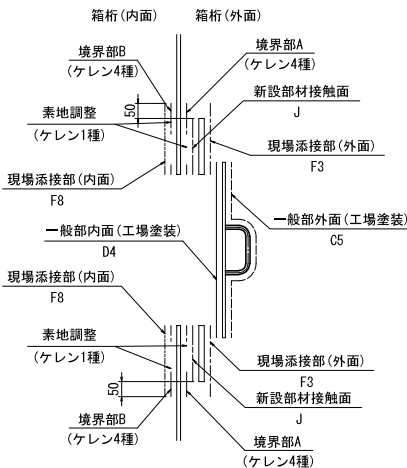 箱桁(内面)
箱桁(外面)
境界部B
(ケレン4種)
境界部A
(ケレン4種)
50
素地調整
(ケレン1種)
新設部材接触面
J
現場添接部(外面)
F3
現場添接部(内面)
F8
一般部外面(工場塗装)
C5
一般部内面(工場塗装)
D4
現場添接部(内面)
F8
素地調整
(ケレン1種)
現場添接部(外面)
F3
50
新設部材接触面
J
境界部B
(ケレン4種)
境界部A
(ケレン4種)